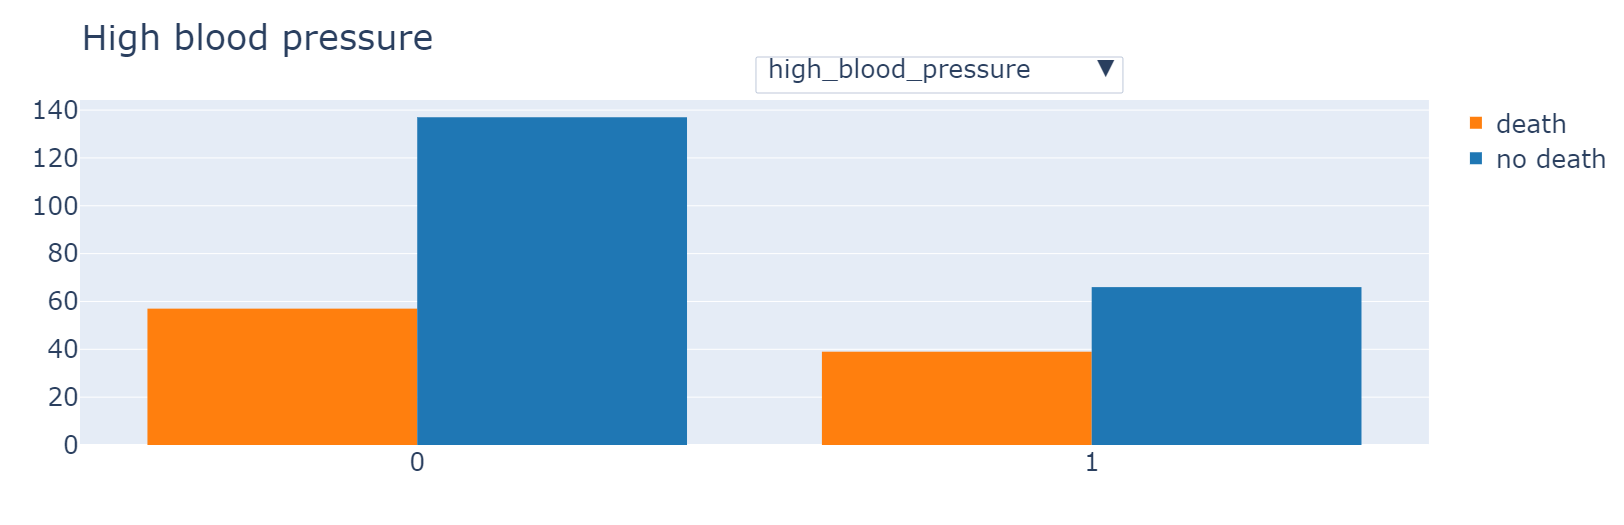 High blood pressure
high_blood_pressure ▼
140
120
100
80
60
40
20
0
0
1
death
no death